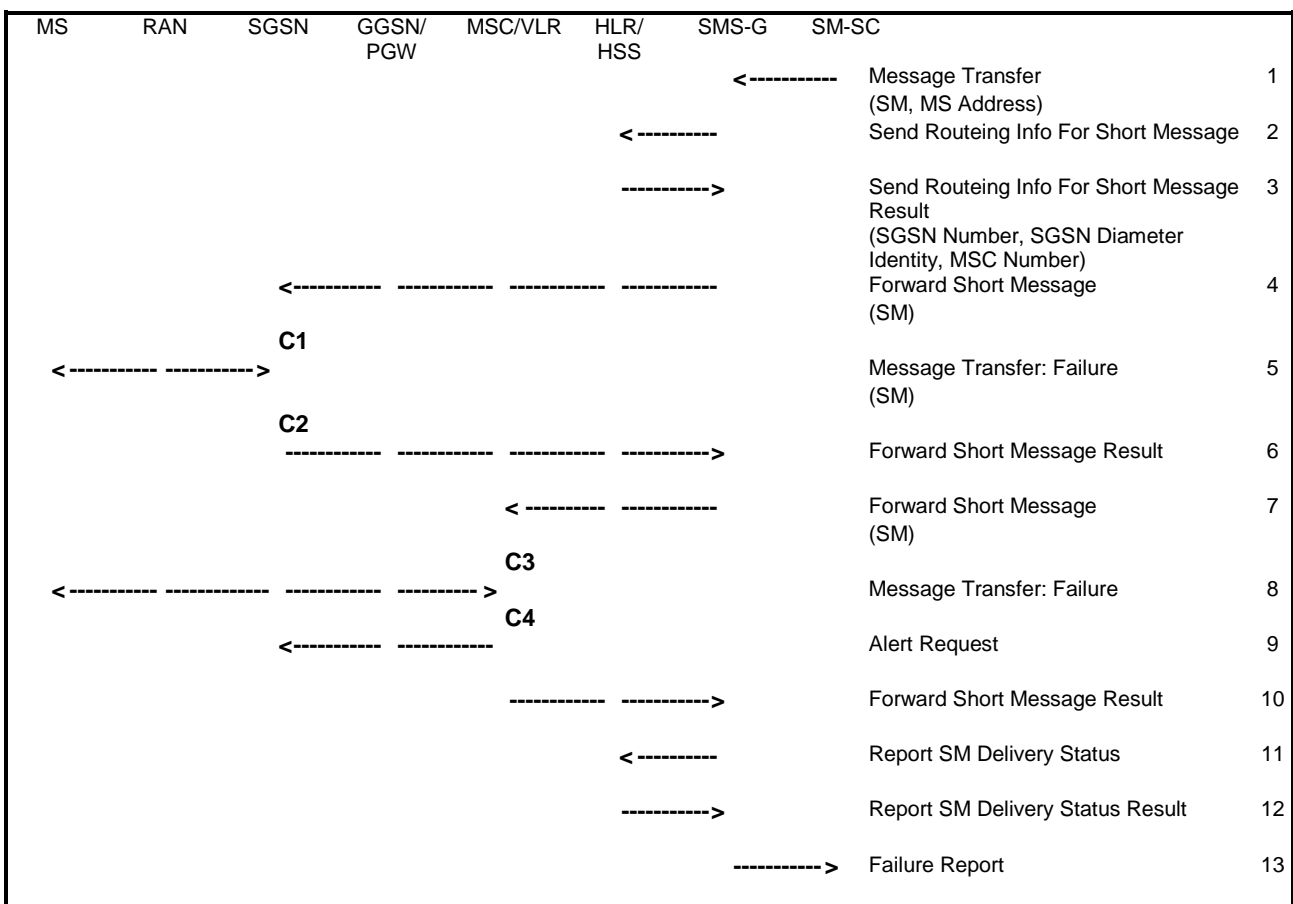 MS RAN SGSN GGSN/ MSC/VLR HLR/ SMS-G SM-SC
PGW HSS
<----------- Message Transfer 1
(SM, MS Address)
<---------- Send Routeing Info For Short Message 2
-----------> Send Routeing Info For Short Message 3
Result
(SGSN Number, SGSN Diameter
Identity, MSC Number)
<----------- ------------ ------------ ------------ Forward Short Message 4
(SM)
C1
<----------- -----------> Message Transfer: Failure 5
(SM)
C2
------------ ------------ ------------ -----------> Forward Short Message Result 6
<---------- ------------ Forward Short Message 7
(SM)
C3
<----------- ------------- ------------ ----------> Message Transfer: Failure 8
C4
<----------- ------------ Alert Request 9
------------ -----------> Forward Short Message Result 10
<---------- Report SM Delivery Status 11
-----------> Report SM Delivery Status Result 12
-----------> Failure Report 13